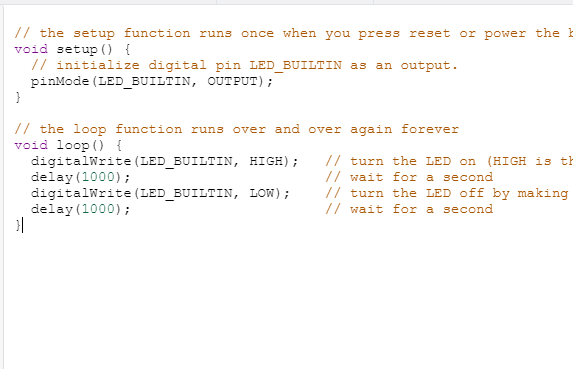 // the setup function runs once when you press reset or power the
void setup() {
  // initialize digital pin LED_BUILTIN as an output.
  pinMode(LED_BUILTIN, OUTPUT);
}

// the loop function runs over and over again forever
void loop() {
  digitalWrite(LED_BUILTIN, HIGH);   // turn the LED on (HIGH is
  delay(1000);                       // wait for a second
  digitalWrite(LED_BUILTIN, LOW);    // turn the LED off by making
  delay(1000);                       // wait for a second
}